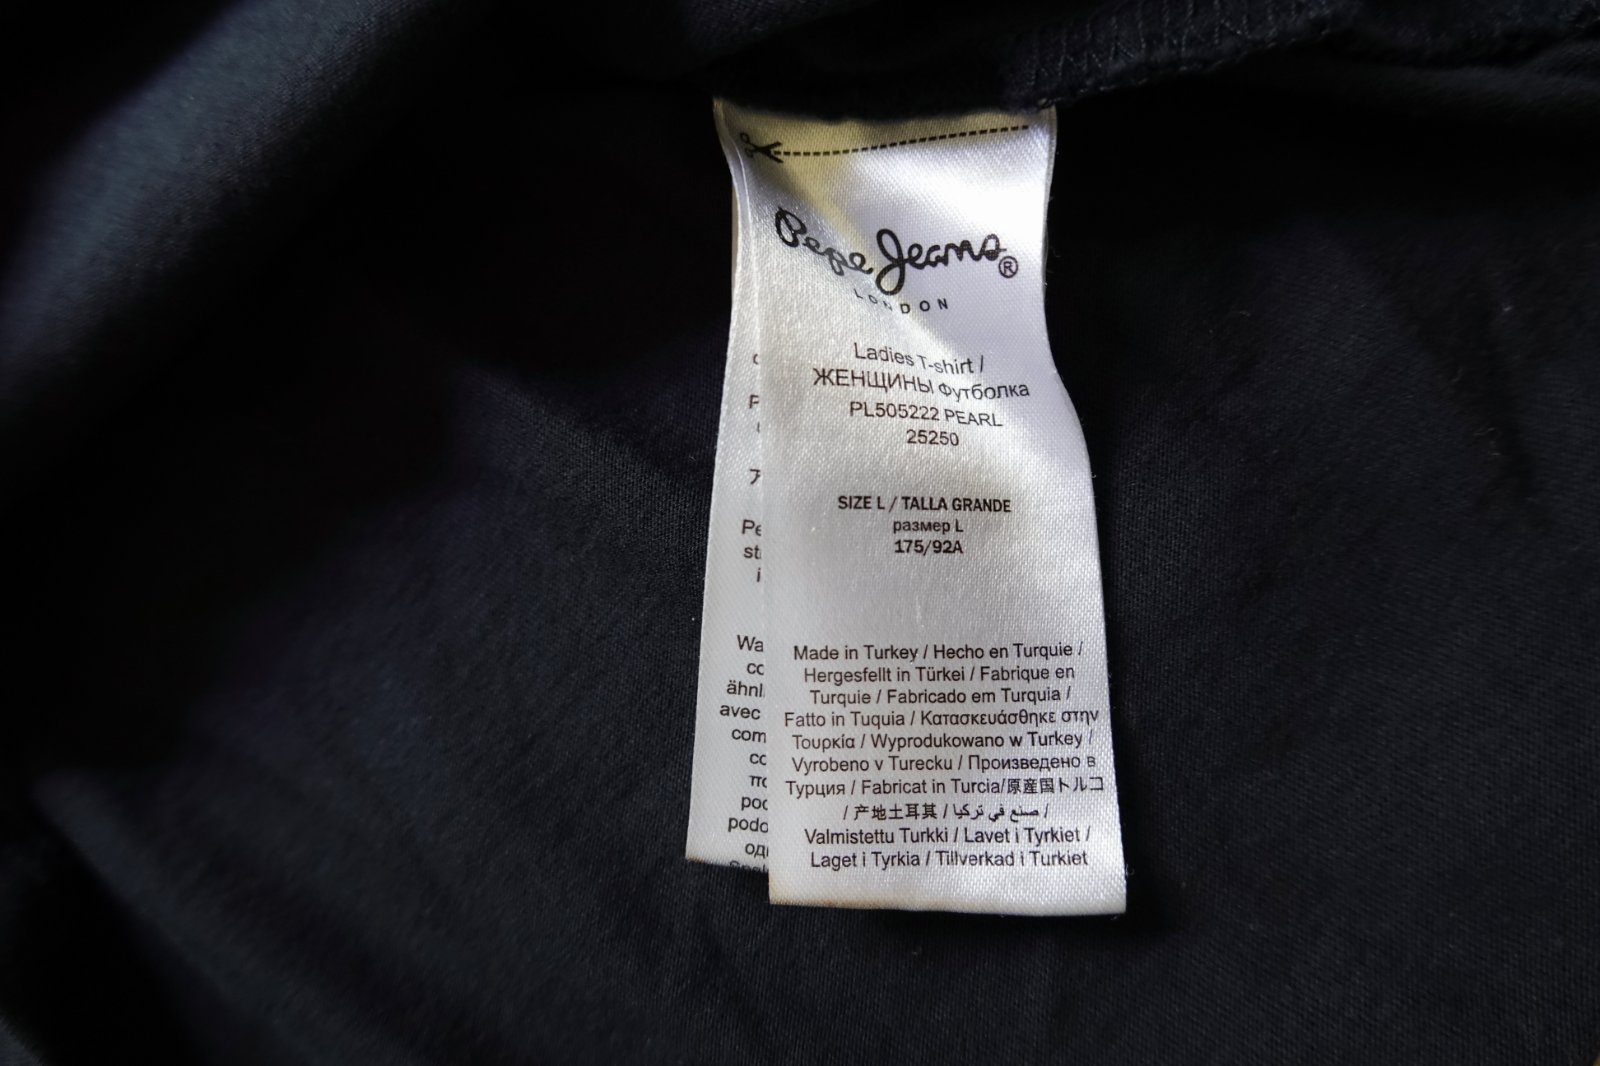 Pepe Jeans®
LONDON
Ladies T-shirt /
ЖЕНЩИНЫ Футболка
PL505222 PEARL
25250
SIZE L / TALLA GRANDE
размер L
175/92A
Made in Turkey / Hecho en Turquie /
Hergesfellt in Türkei / Fabrique en
Turquie / Fabricado em Turquia /
Fatto in Tuquia / Κατασκευάσθηκε στην
Τουρκία / Wyprodukowano w Turkey /
Vyrobeno v Turecku / Произведено в
Турция / Fabricat in Turcia/原産国トルコ
/ 产地土耳其 / صنع في تركيا /
Valmistettu Turkki / Lavet i Tyrkiet /
Laget i Tyrkia / Tillverkad i Turkiet
avec